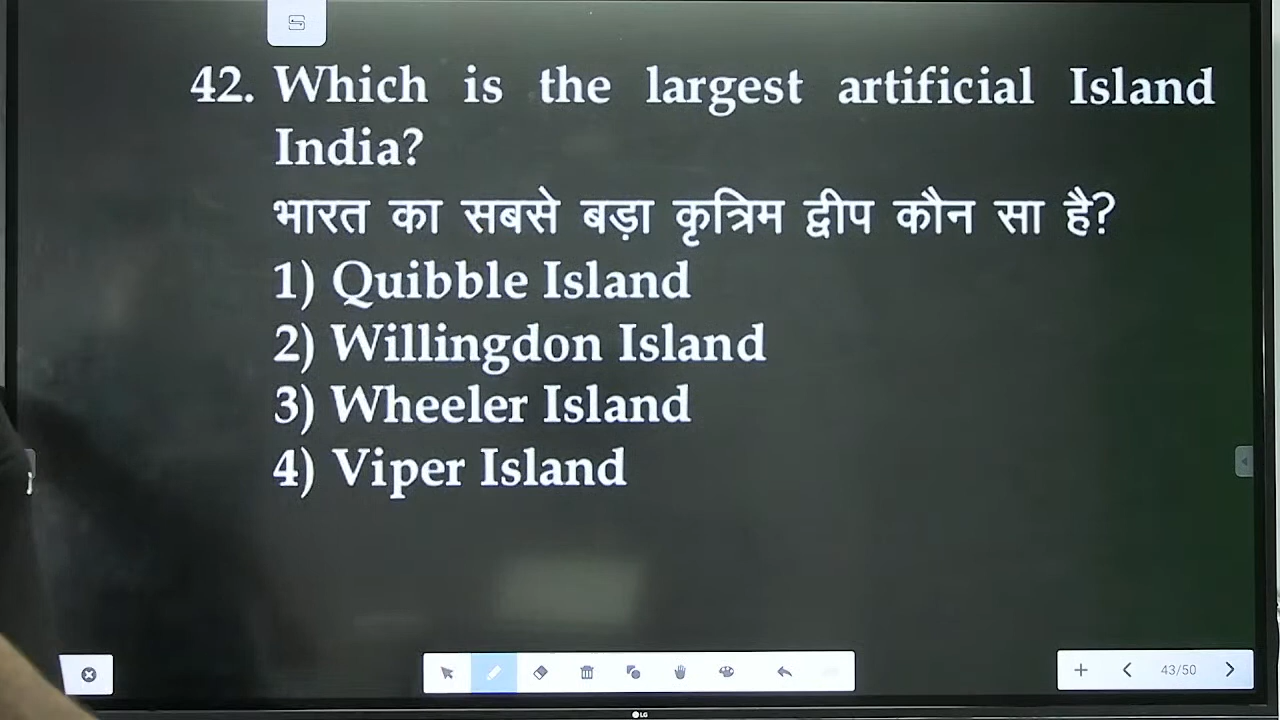 42. Which is the largest artificial Island
India?
भारत का सबसे बड़ा कृत्रिम द्वीप कौन सा है?
1) Quibble Island
2) Willingdon Island
3) Wheeler Island
4) Viper Island
43/50
LG